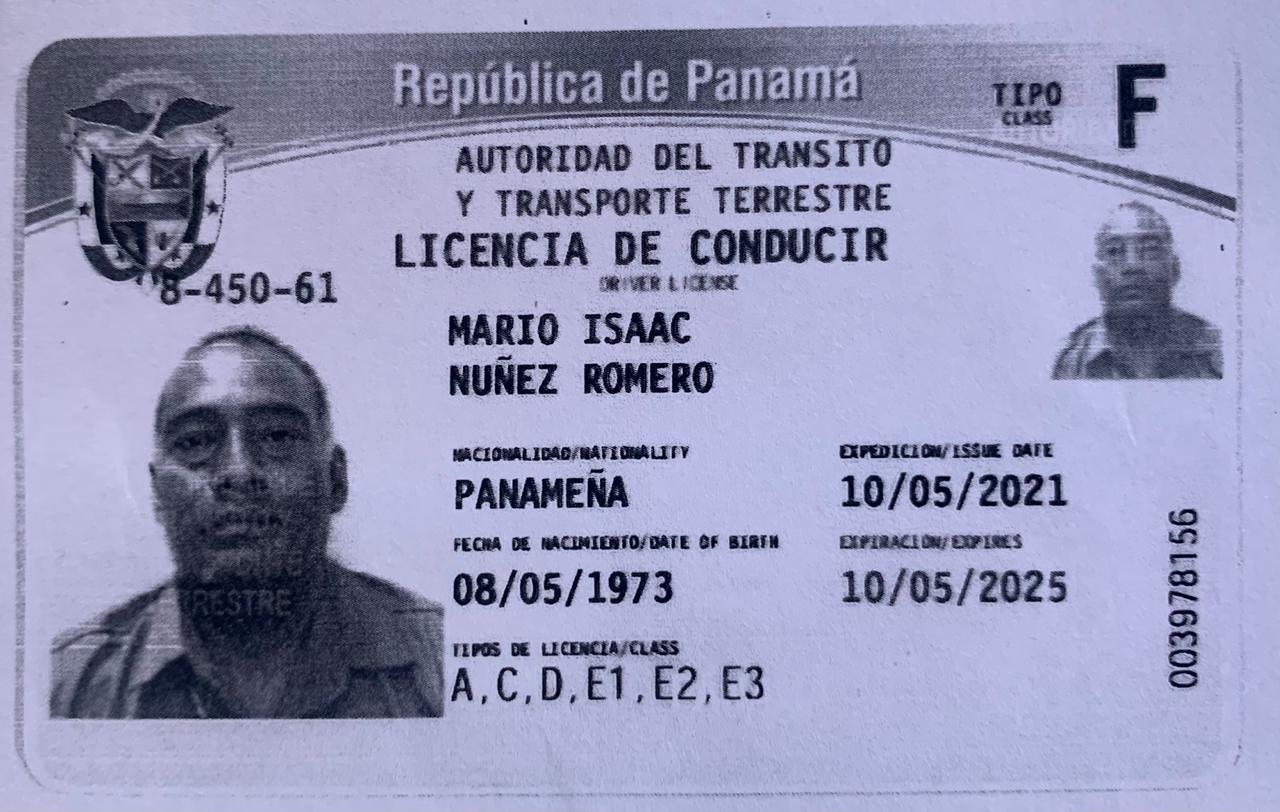 República de Panamá
TIPO
CLASS
F
AUTORIDAD DEL TRANSITO
Y TRANSPORTE TERRESTRE
LICENCIA DE CONDUCIR
DRIVER LICENSE
8-450-61
MARIO ISAAC
NUÑEZ ROMERO
NACIONALIDAD/NATIONALITY
PANAMEÑA
EXPEDICION/ISSUE DATE
10/05/2021
FECHA DE NACIMIENTO/DATE OF BIRTH
08/05/1973
EXPIRACION/EXPIRES
10/05/2025
TIPOS DE LICENCIA/CLASS
A,C,D,E1,E2,E3
003978156
RESTRE